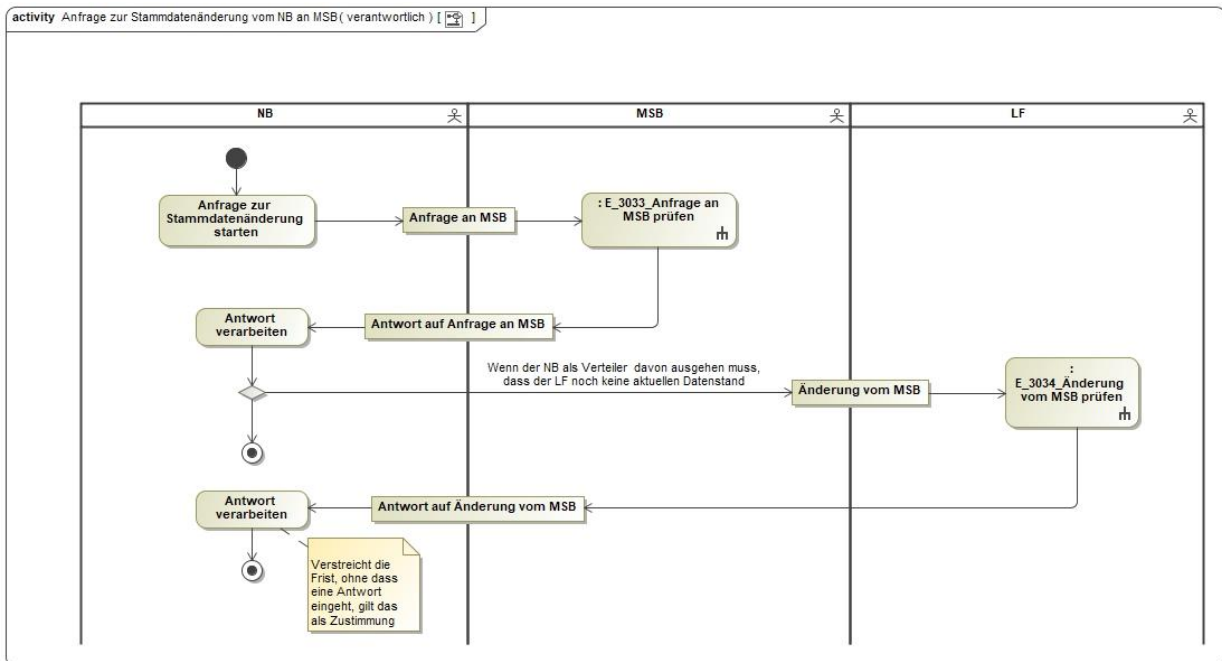 activity Anfrage zur Stammdatenänderung vom NB an MSB( verantwortlich ) [ ]
NB
MSB
LF
Anfrage zur
Stammdatenänderung
starten
Anfrage an MSB
: E_3033_Anfrage an
MSB prüfen
Antwort
verarbeiten
Antwort auf Anfrage an MSB
Wenn der NB als Verteiler davon ausgehen muss,
dass der LF noch keine aktuellen Datenstand
Änderung vom MSB
:
E_3034_Änderung
vom MSB prüfen
Antwort
verarbeiten
Antwort auf Änderung vom MSB
Verstreicht die
Frist, ohne dass
eine Antwort
eingeht, gilt das
als Zustimmung